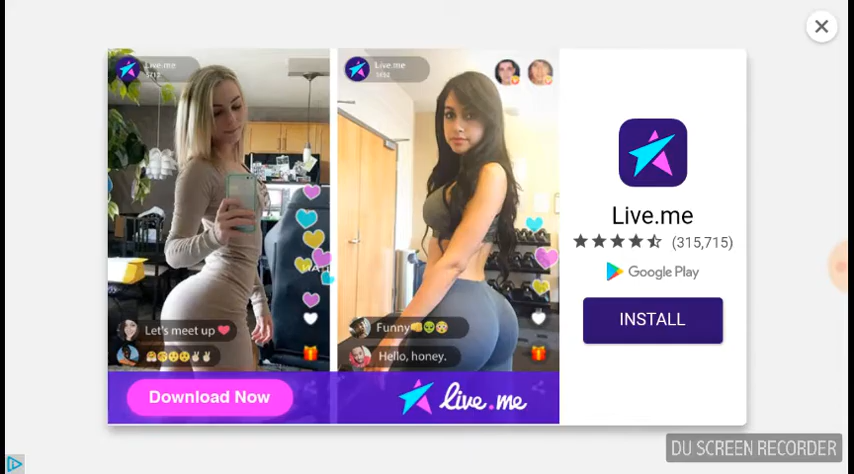 Live.me
Live.me
Let's meet up
Funny
Hello, honey.
Download Now
live.me
Live.me
(315,715)
Google Play
INSTALL
DU SCREEN RECORDER